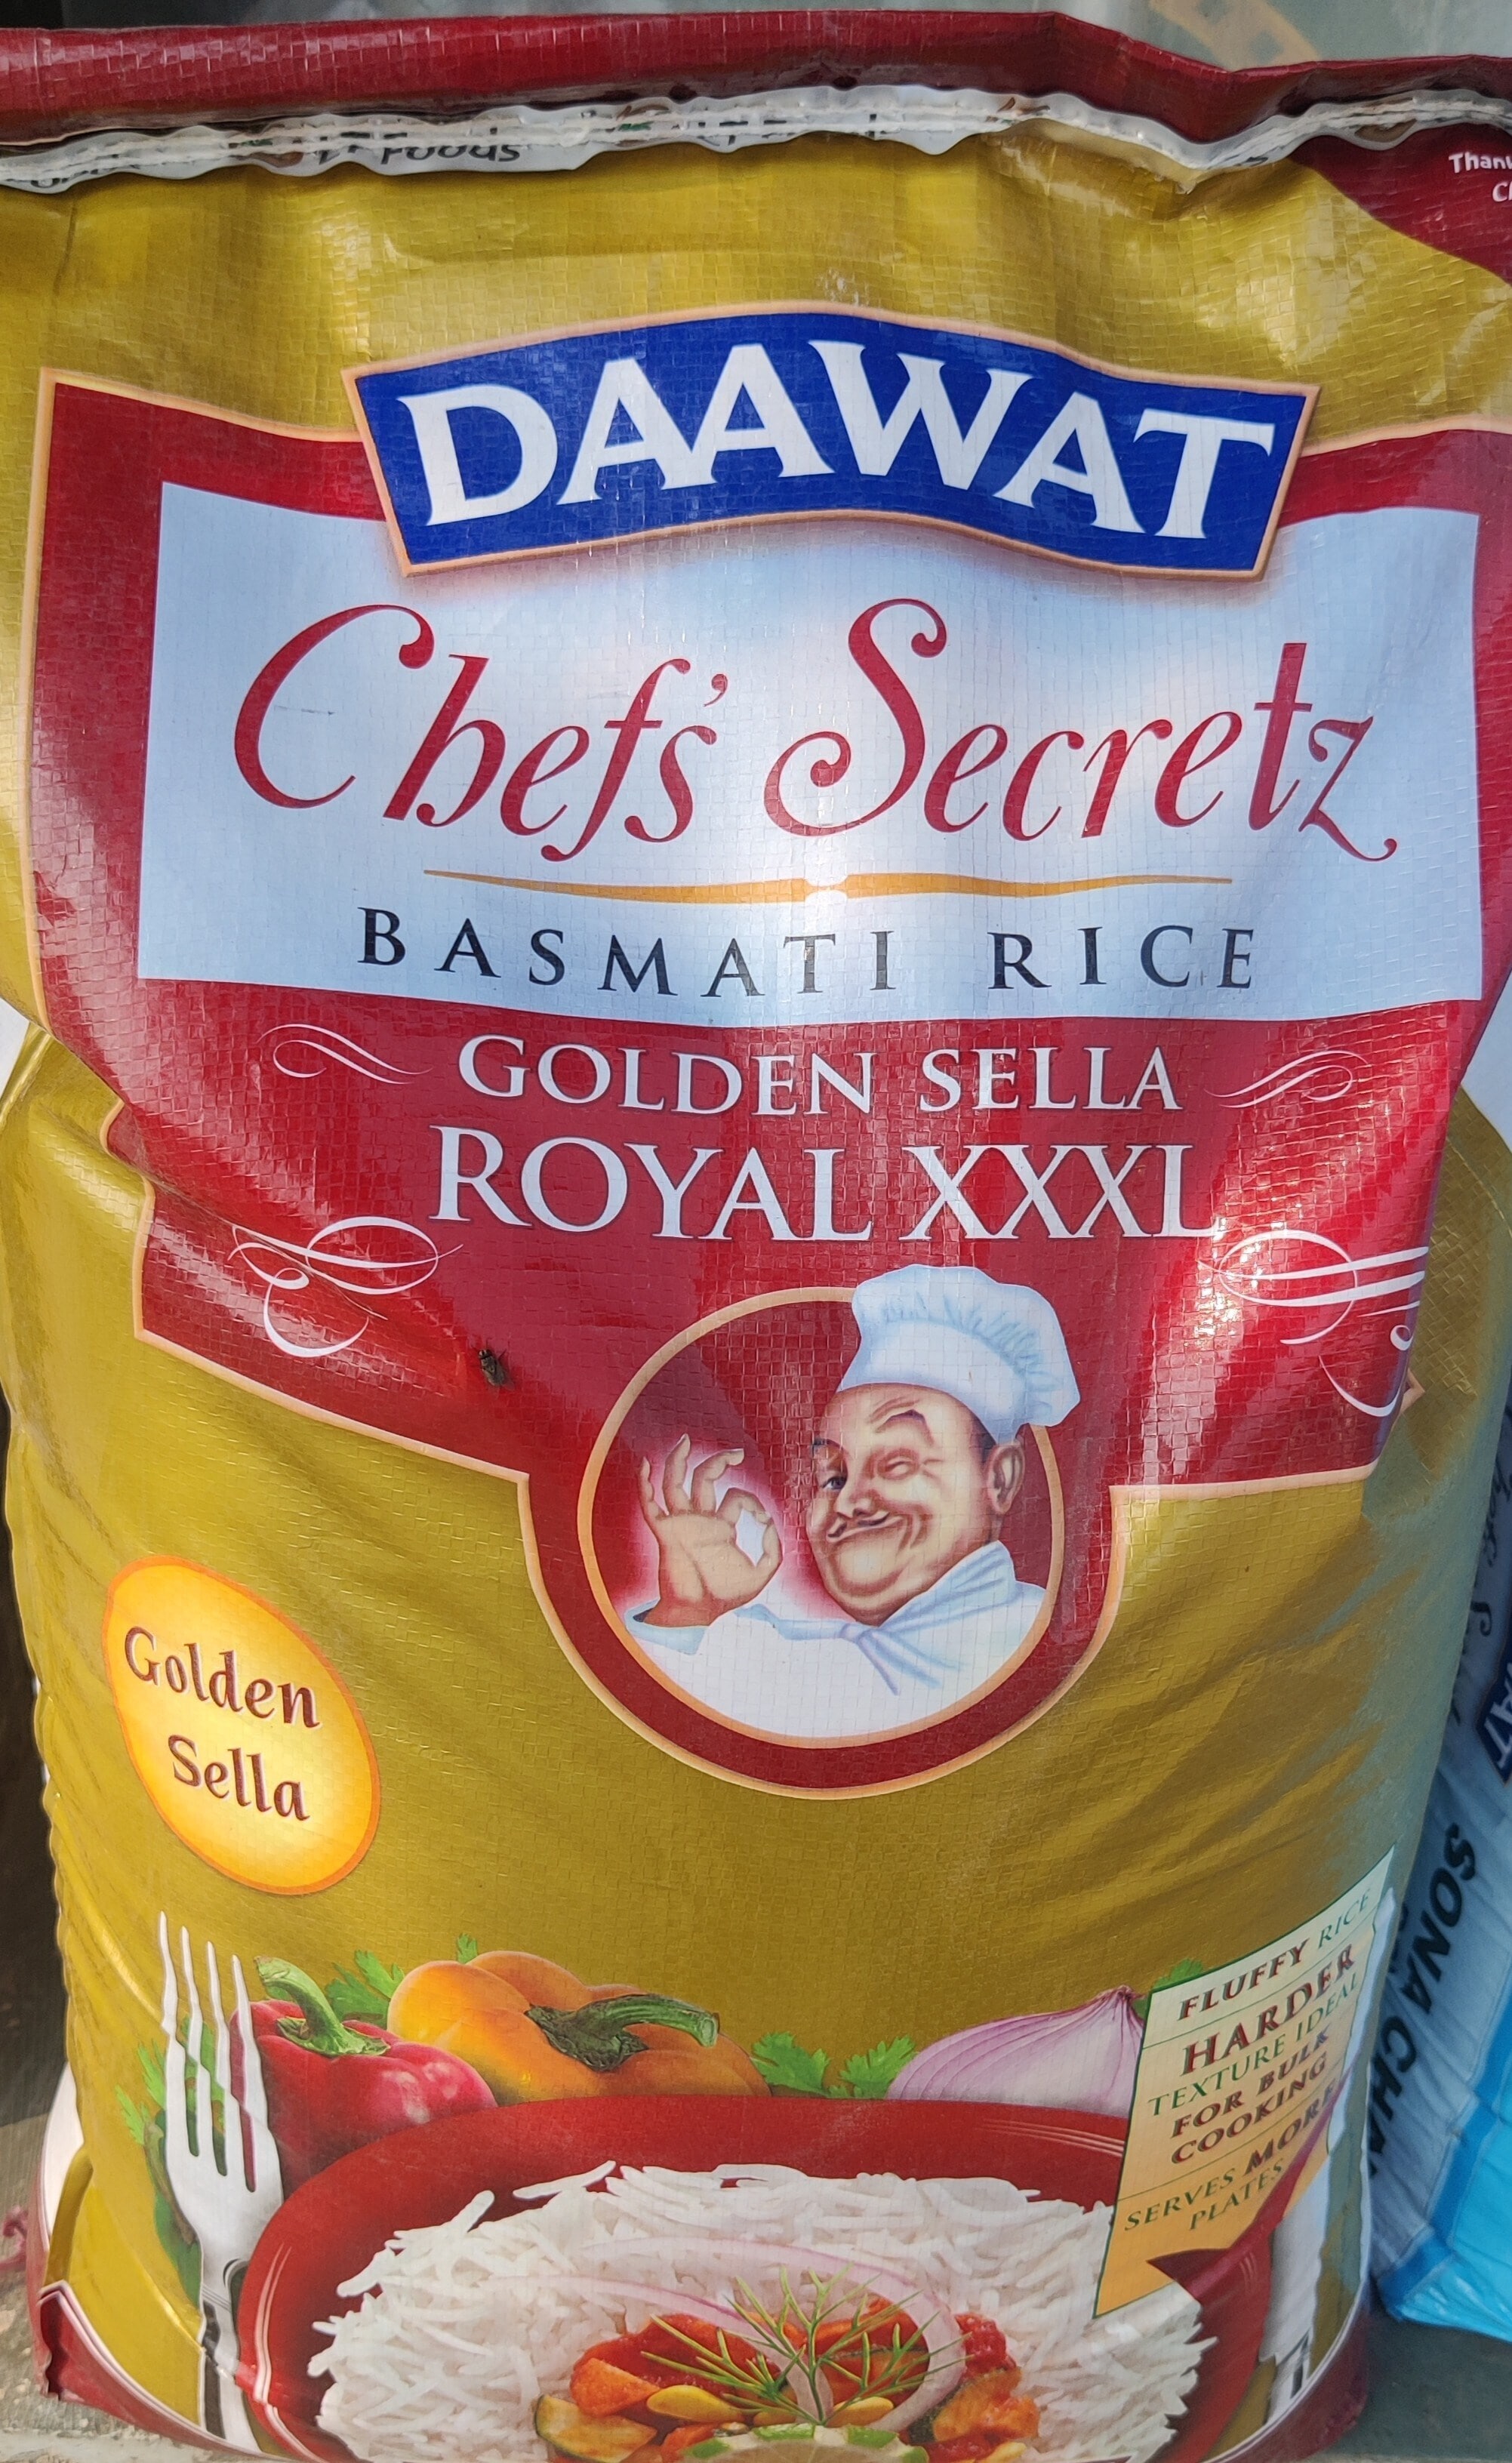 Foods
DAAWAT
Chefs' Secretz
BASMATI RICE
GOLDEN SELLA
ROYAL XXXL
Golden
Sella
FLUFFY RICE
HARDER
TEXTURE IDEAL
FOR BULK
COOKING
SERVES MORE
PLATES
SONA